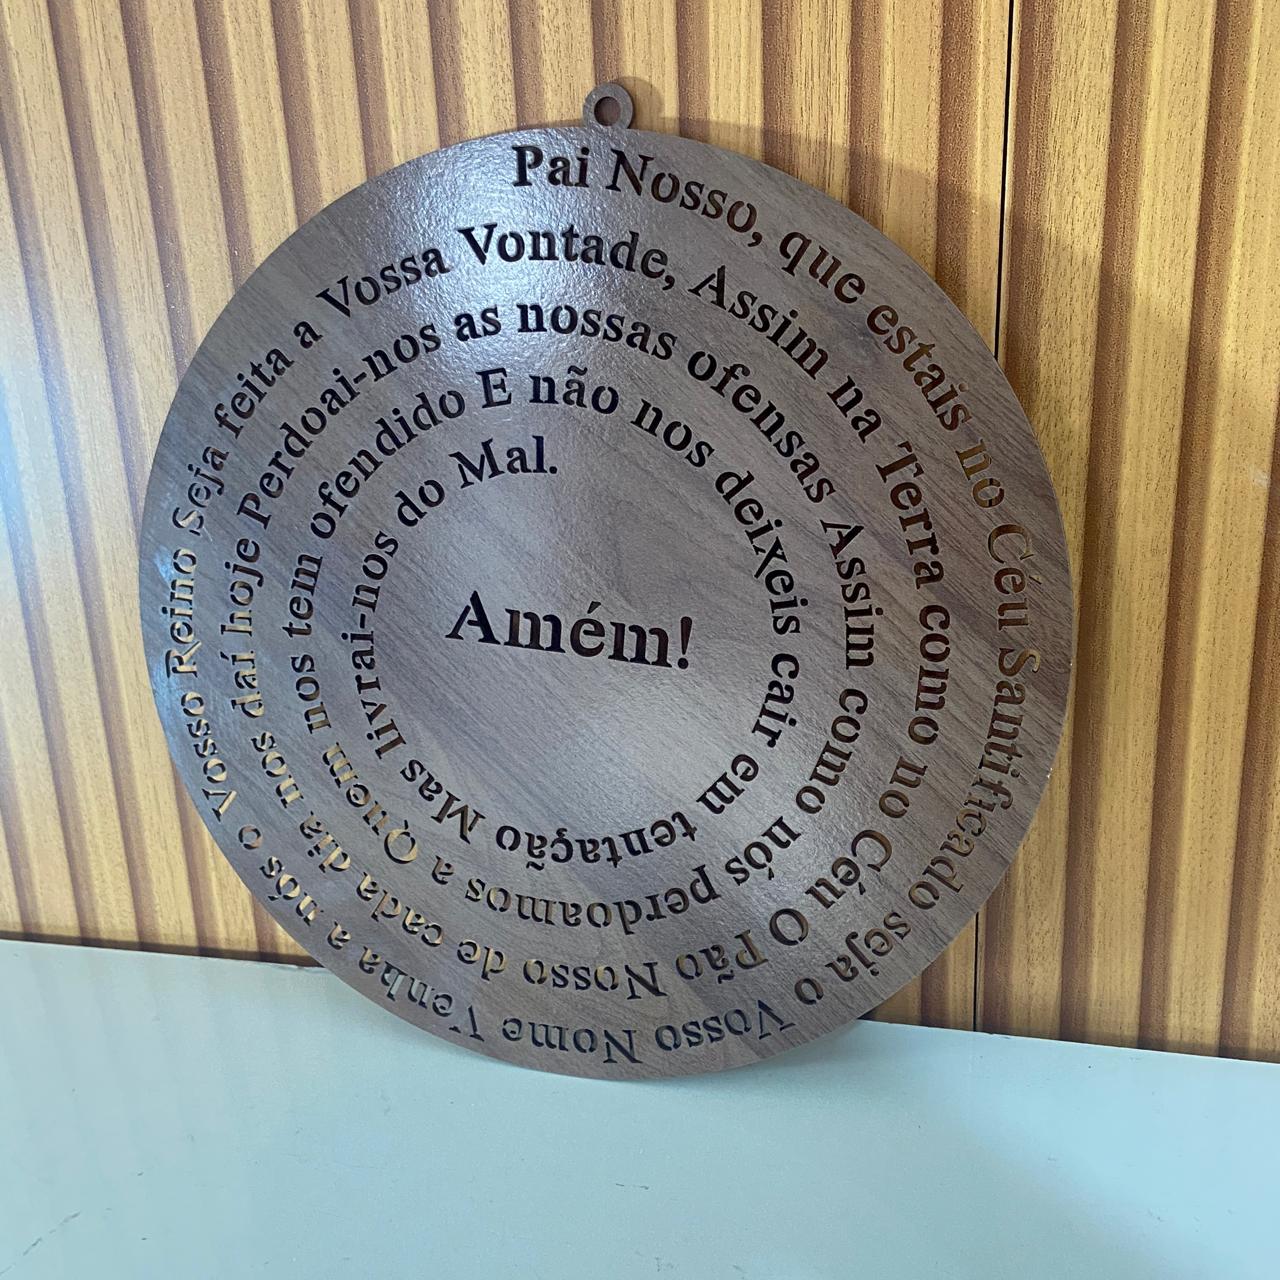 Pai Nosso, que estais no Céu Santificado seja o Vosso Nome Venha a nós o Vosso Reino Seja feita a Vossa Vontade, Assim na Terra como no Céu O Pão Nosso de cada dia nos daí hoje Perdoai-nos as nossas ofensas Assim como nós perdoamos a Quem nos tem ofendido E não nos deixeis cair em tentação Mas livrai-nos do Mal.
Amém!